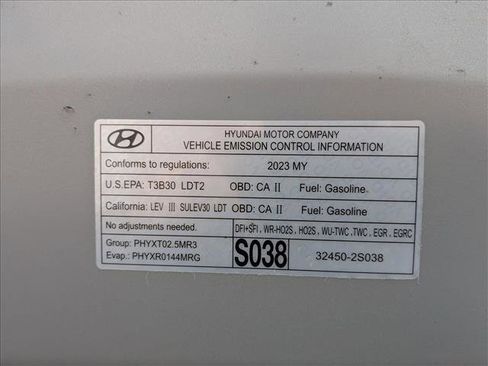 HYUNDAI MOTOR COMPANY
VEHICLE EMISSION CONTROL INFORMATION
Conforms to regulations: 2023 MY
U.S.EPA: T3B30 LDT2 OBD: CA II Fuel: Gasoline
California: LEV III SULEV30 LDT OBD: CA II Fuel: Gasoline
No adjustments needed. DFI+SFI , WR-HO2S , HO2S , WU-TWC , TWC , EGR , EGRC
Group: PHYXT02.5MR3
Evap.: PHYXR0144MRG
S038 32450-2S038